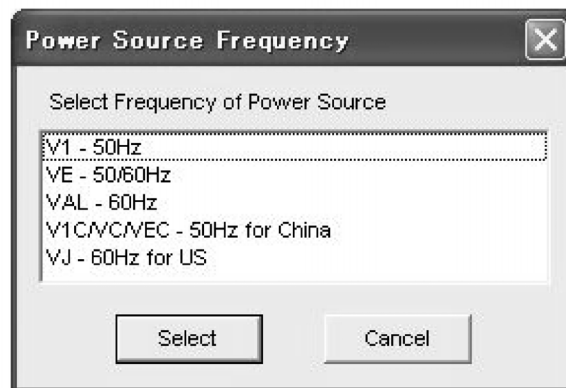 Power Source Frequency
Select Frequency of Power Source
V1 - 50Hz
VE - 50/60Hz
VAL - 60Hz
V1C/VC/VEC - 50Hz for China
VJ - 60Hz for US
Select
Cancel